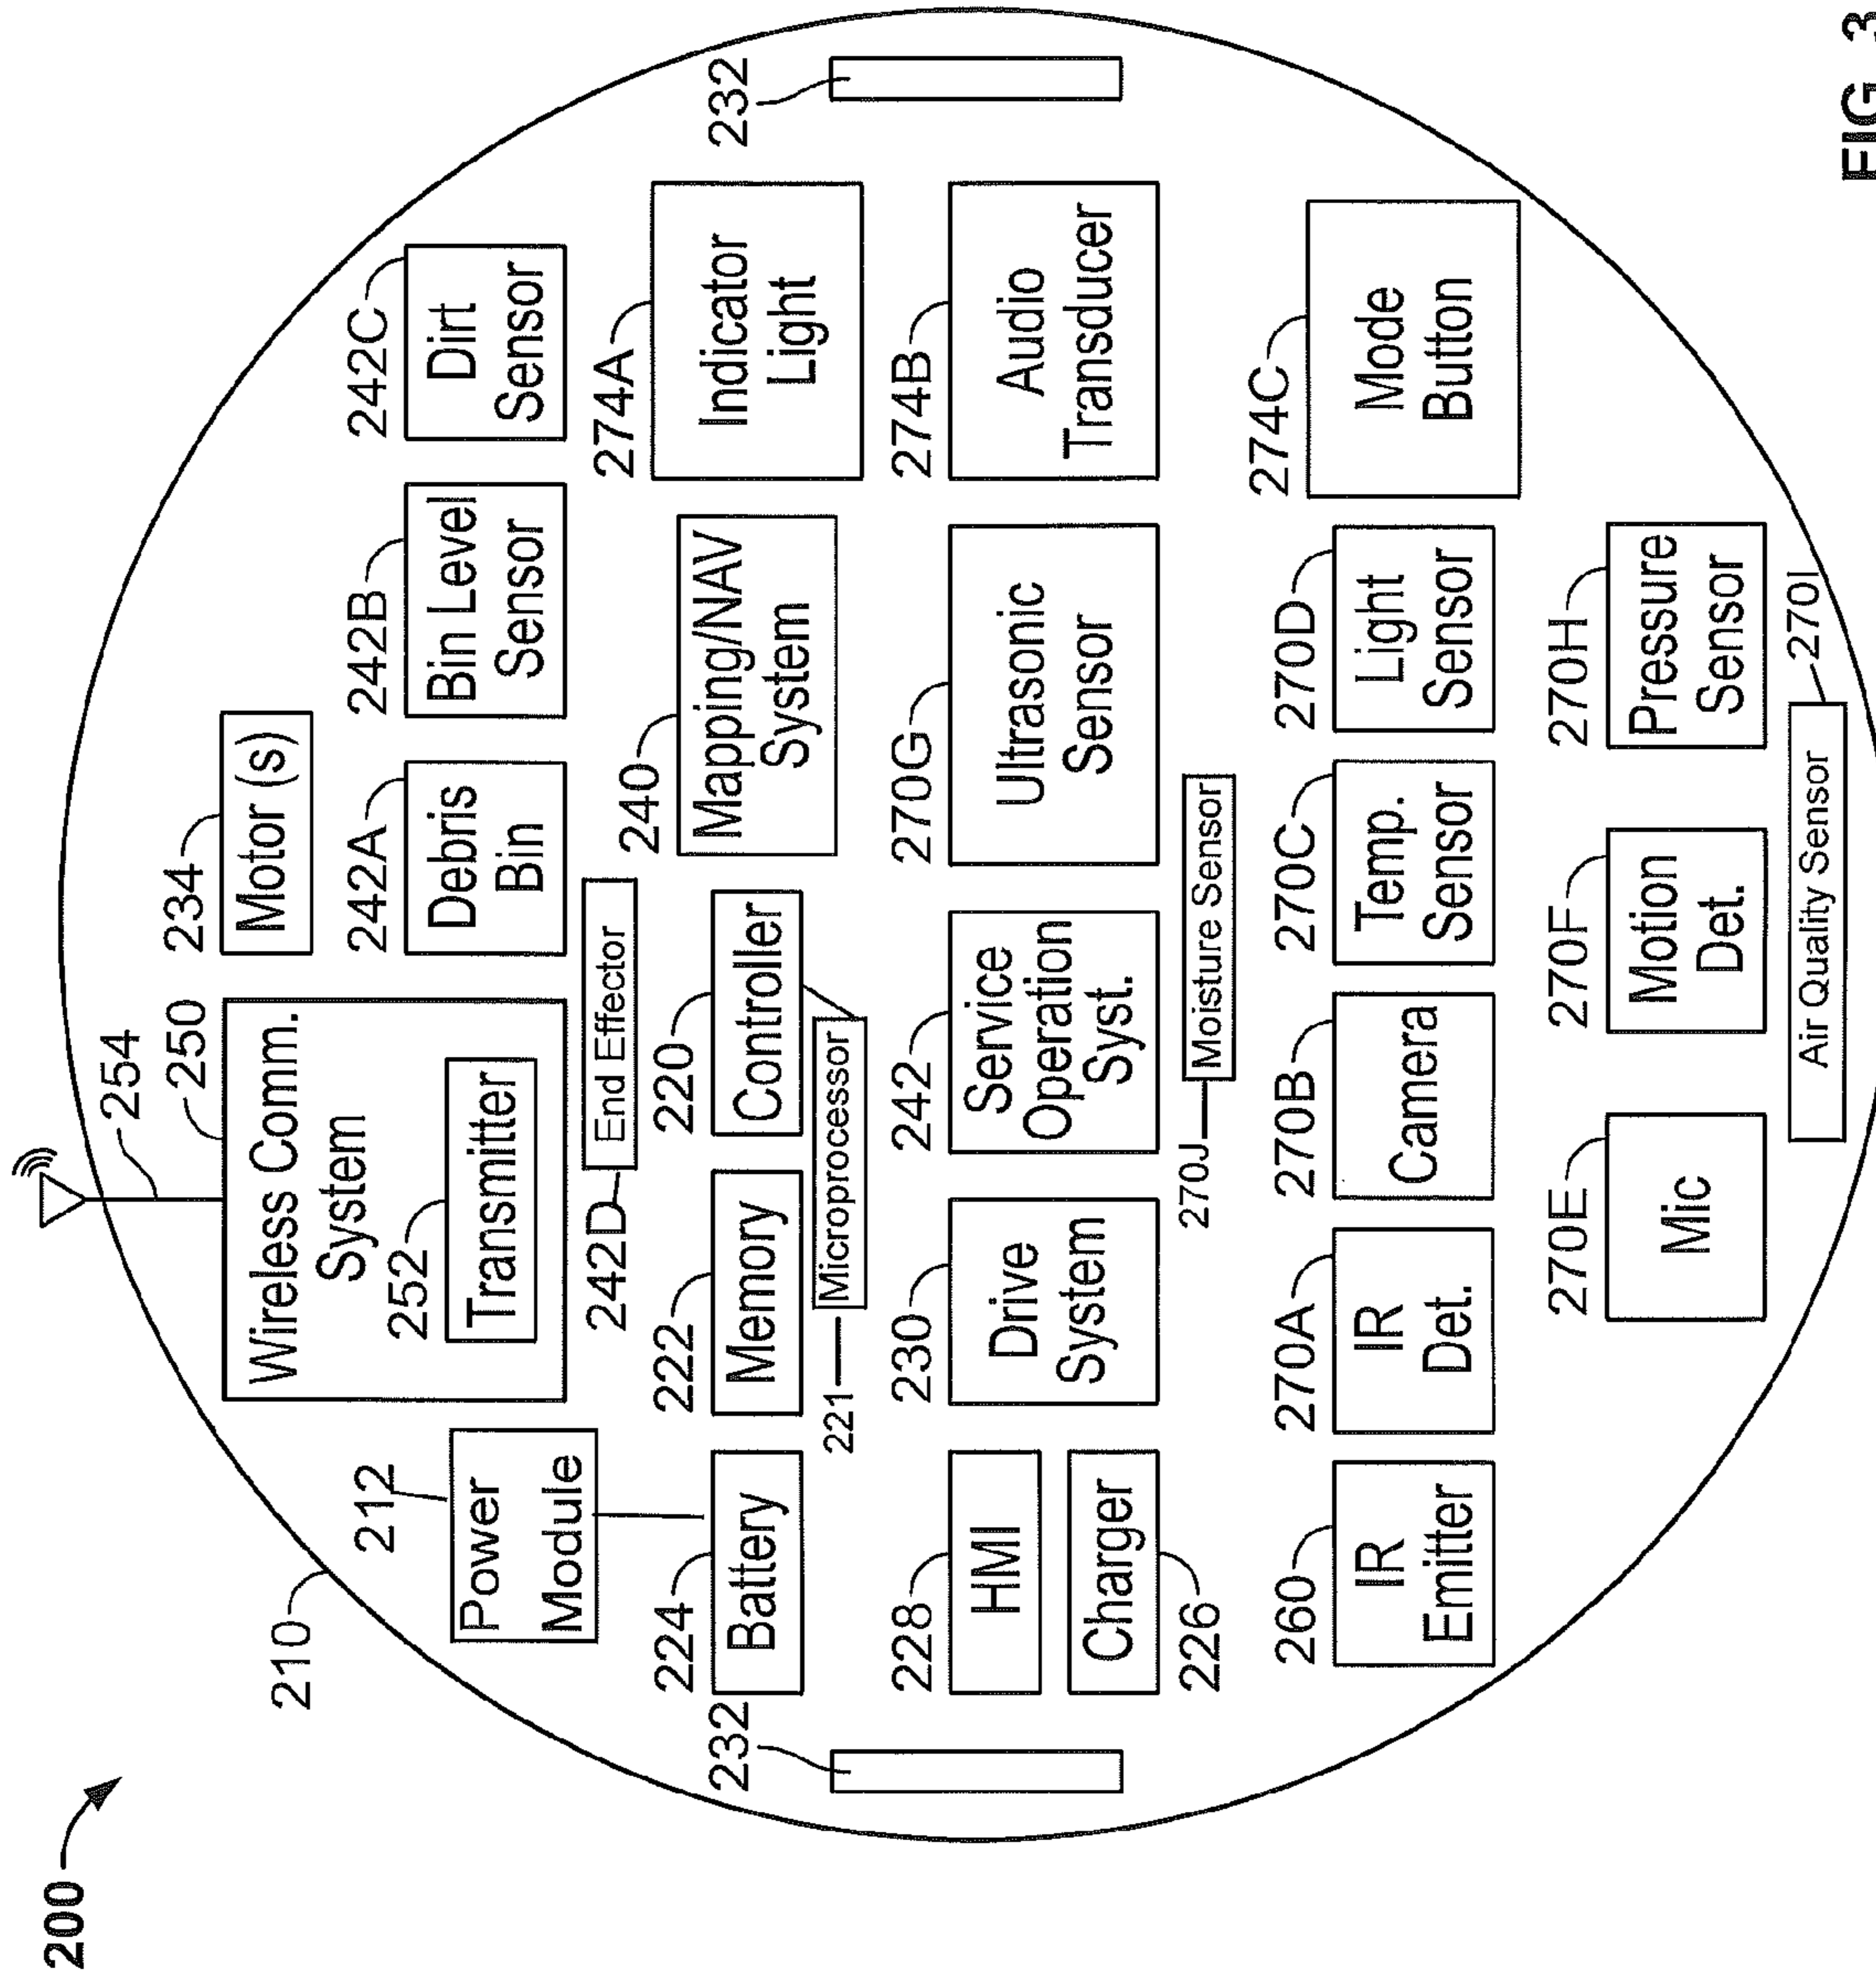 200
210
254
250
Wireless Comm.
System
252
Transmitter
234
Motor (s)
212
Power
Module
242A
Debris
Bin
242B
Bin Level
Sensor
242C
Dirt
Sensor
242D
End Effector
224
Battery
222
Memory
220
Controller
221
Microprocessor
240
Mapping/NAV
System
274A
Indicator
Light
232
232
228
HMI
Charger
226
230
Drive
System
242
Service
Operation
Syst.
270G
Ultrasonic
Sensor
274B
Audio
Transducer
270J
Moisture Sensor
260
IR
Emitter
270A
IR
Det.
270B
Camera
270C
Temp.
Sensor
270D
Light
Sensor
274C
Mode
Button
270E
Mic
270F
Motion
Det.
270H
Pressure
Sensor
Air Quality Sensor
270I
FIG. 3